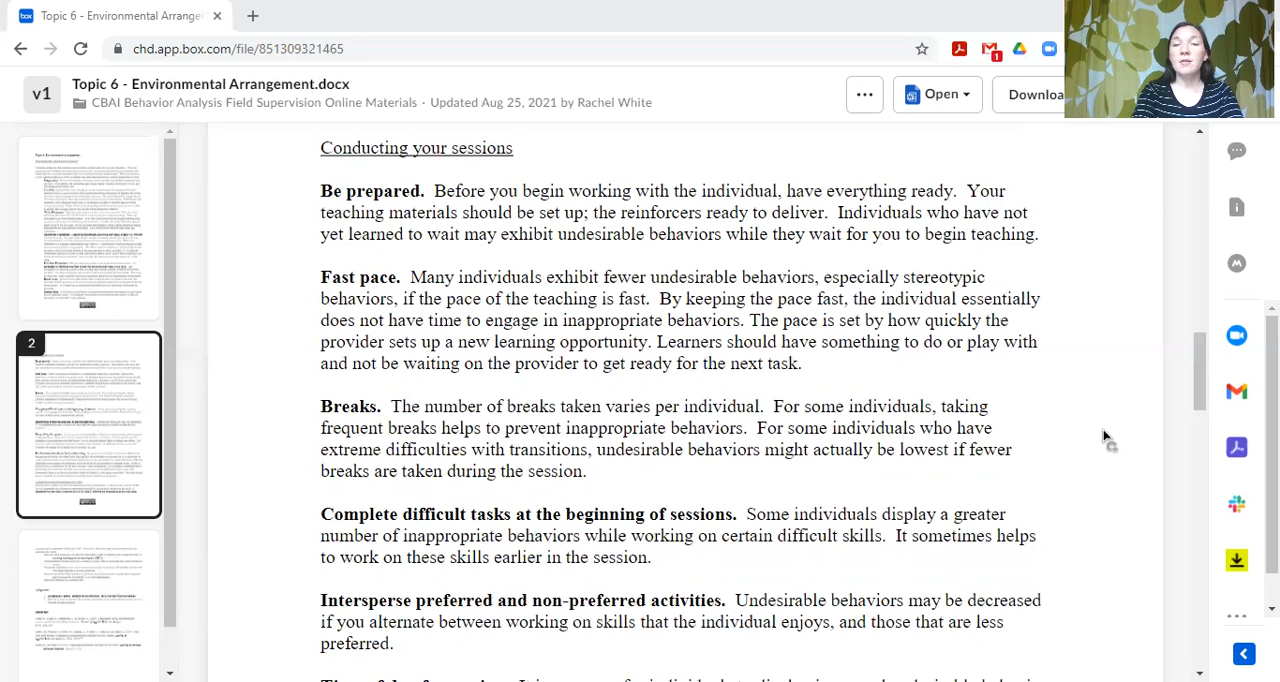 Topic 6 - Environmental Arrange
chd.app.box.com/file/851309321465
1
v1
Topic 6 - Environmental Arrangement.docx
CBAI Behavior Analysis Field Supervision Online Materials · Updated Aug 25, 2021 by Rachel White
Open
Downloa
Conducting your sessions
Be prepared. Before you begin working with the individual, have everything ready. Your
work materials should be set up; the reinforcers ready to deliver. Individuals who have not
yet learned to wait may exhibit undesirable behaviors while they wait for you to begin teaching.
Fast Pace. Many individuals exhibit fewer undesirable behaviors, especially stereotypic
behaviors, if the pace of the teaching is fast. By keeping the pace fast, the individual essentially
does not have time to engage in inappropriate behaviors. The pace is set by how quickly the
provider sets up a new learning opportunity. Learners should have something to do or play with
and not be waiting for the provider to get ready for the next task.
Breaks. The number of breaks taken varies per individual. For some individuals, taking
frequent breaks helps to prevent inappropriate behaviors. For those individuals who have
difficulty returning from breaks/transitions, undesirable behaviors will usually be lowest if fewer
breaks are taken during the session.
Complete difficult tasks at the beginning of sessions. Some individuals display a greater
number of inappropriate behaviors while working on certain difficult skills. It sometimes helps
to work on these skills earlier in a session.
Intersperse preferred and non-preferred activities. Undesirable behaviors may be decreased
if you alternate between working on skills that the individual enjoys, and those that are less
preferred.
2